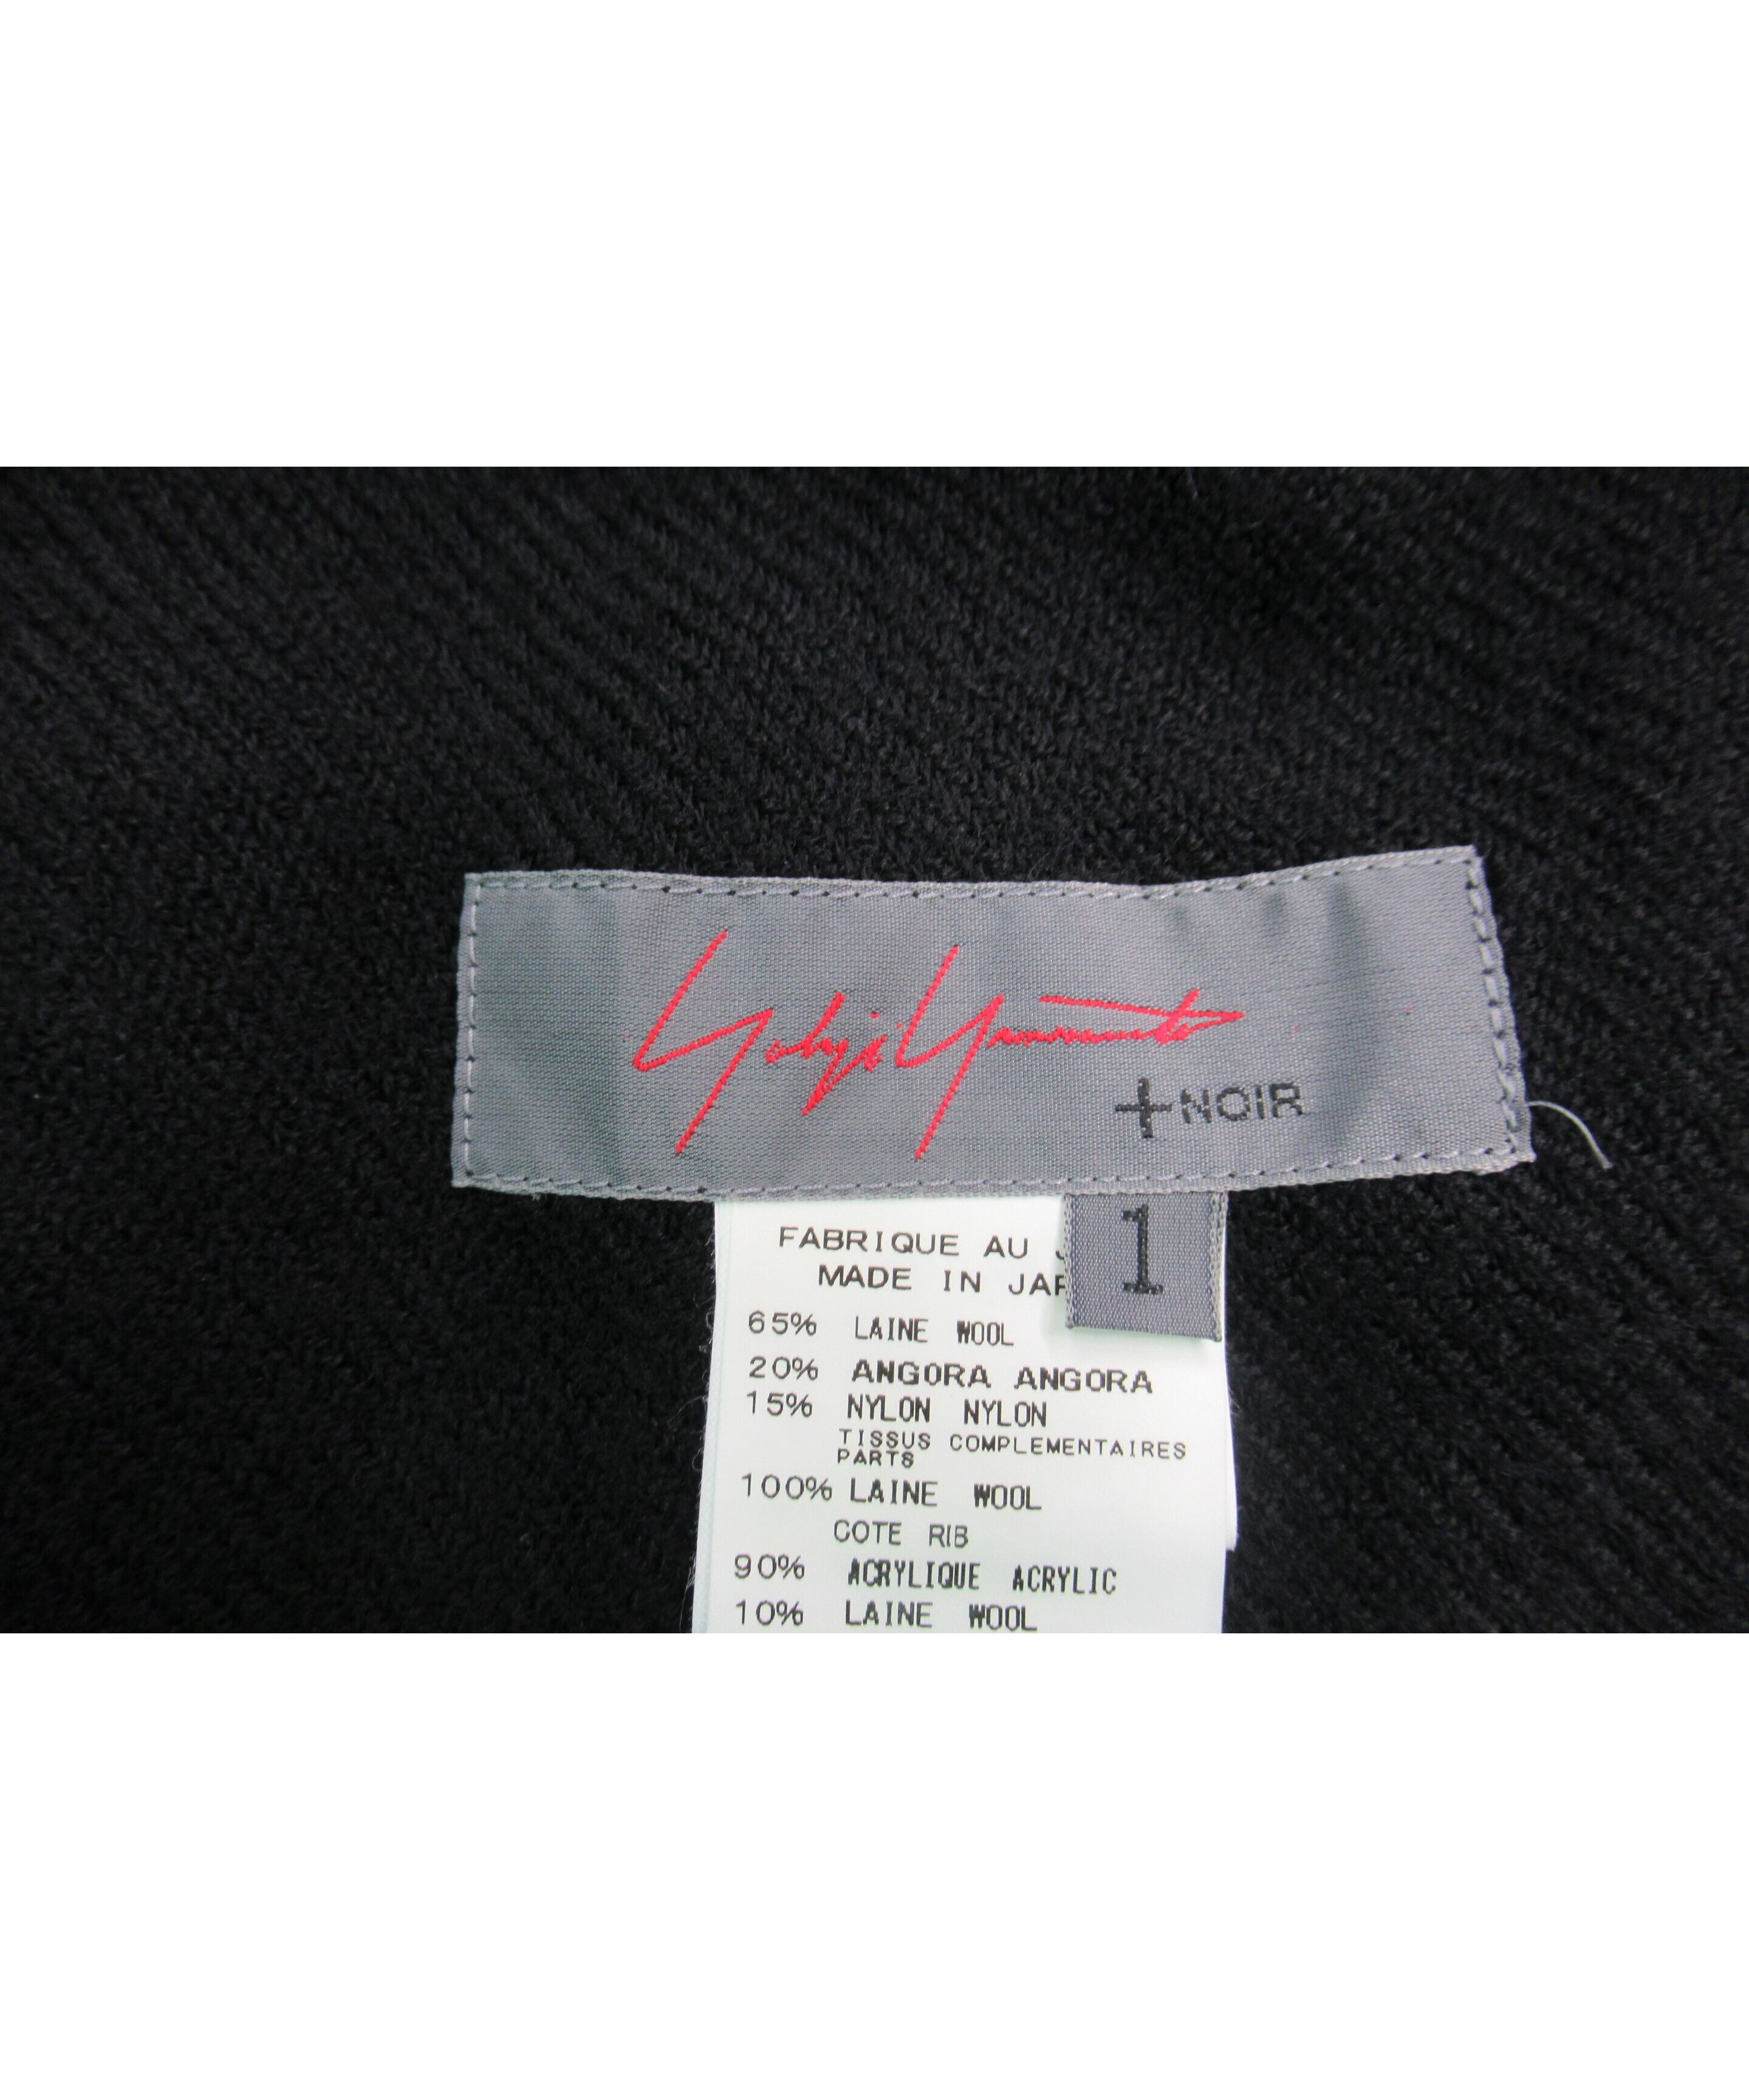 Yohji Yamamoto
+NOIR
1
FABRIQUE AU
MADE IN JAP
65% LAINE WOOL
20% ANGORA ANGORA
15% NYLON NYLON
TISSUS COMPLEMENTAIRES
PARTS
100% LAINE WOOL
COTE RIB
90% ACRYLIQUE ACRYLIC
10% LAINE WOOL